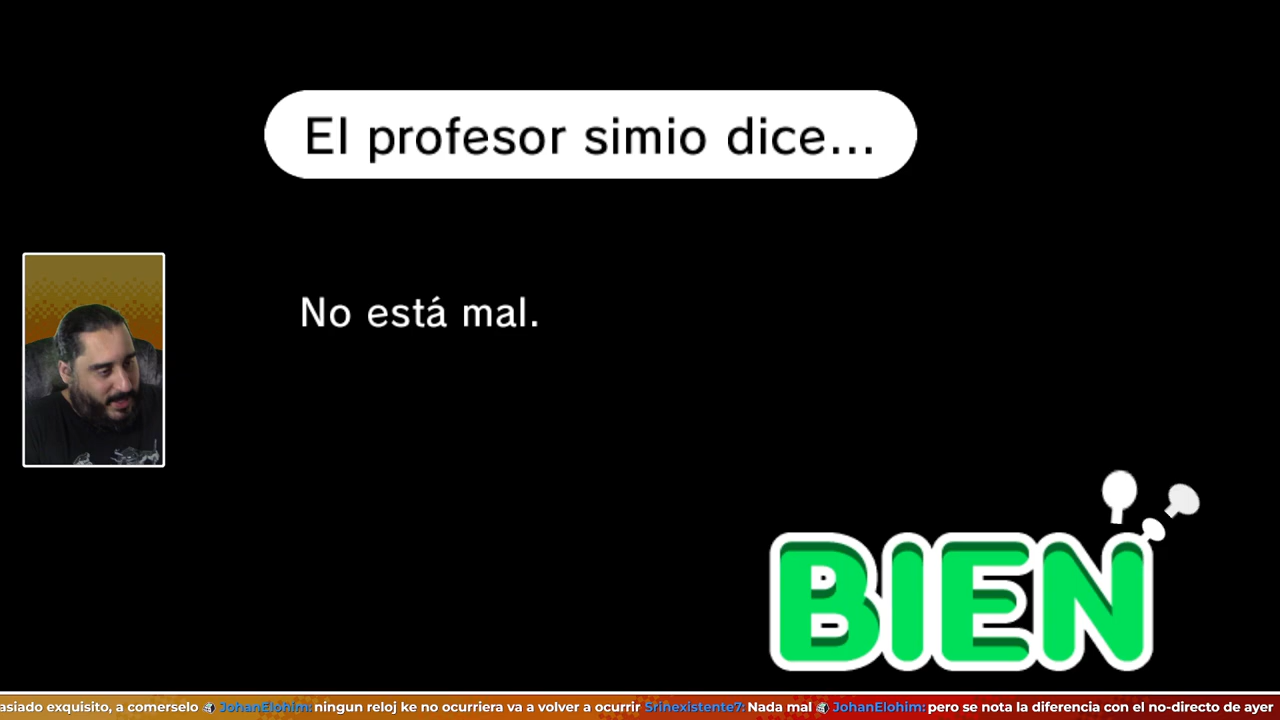 El profesor simio dice...
No está mal.
BIEN
asiado exquisito, a comerselo JohanElohim: ningun reloj ke no ocurriera va a volver a ocurrir Srinexistente7: Nada mal JohanElohim: pero se nota la diferencia con el no-directo de ayer